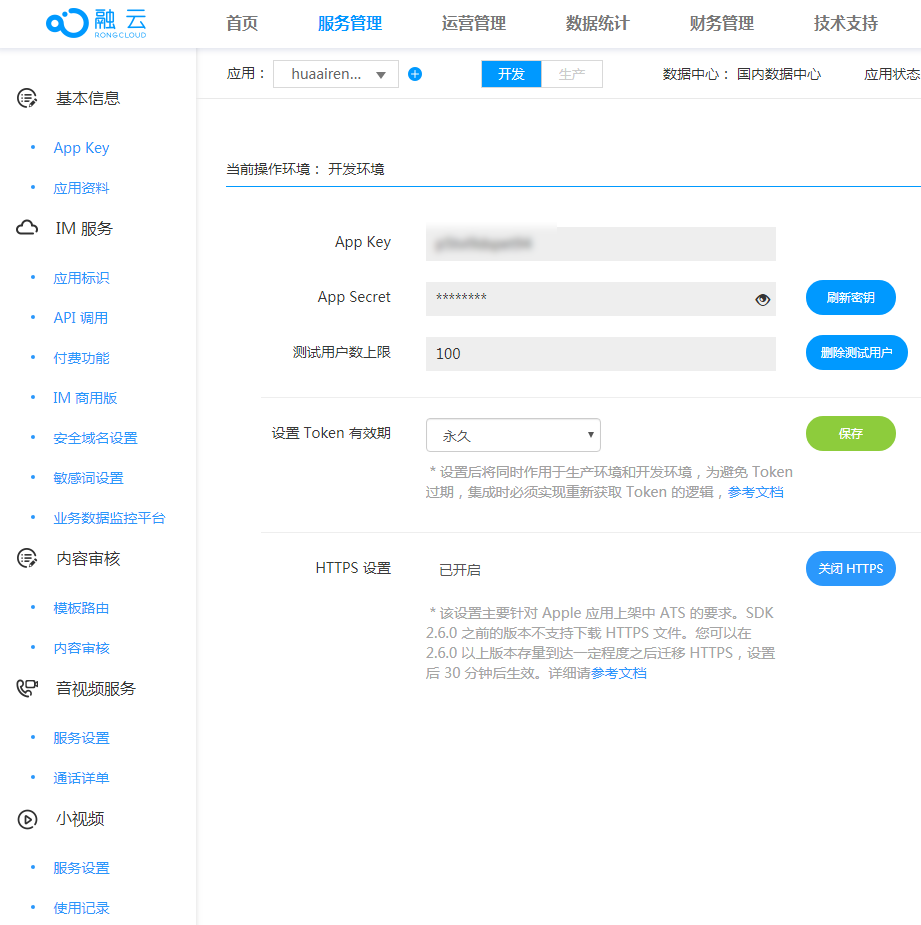 融 云
RONGCLOUD
首页 服务管理 运营管理 数据统计 财务管理 技术支持
应用： huaairen... 开发 生产 数据中心： 国内数据中心 应用状态
基本信息
App Key
应用资料
IM 服务
应用标识
API 调用
付费功能
IM 商用版
安全域名设置
敏感词设置
业务数据监控平台
内容审核
模板路由
内容审核
音视频服务
服务设置
通话详单
小视频
服务设置
使用记录
当前操作环境： 开发环境
App Key
App Secret ******** 刷新密钥
测试用户数上限 100 删除测试用户
设置 Token 有效期 永久 保存
* 设置后将同时作用于生产环境和开发环境，为避免 Token
过期，集成时必须实现重新获取 Token 的逻辑，参考文档
HTTPS 设置 已开启 关闭 HTTPS
* 该设置主要针对 Apple 应用上架中 ATS 的要求。SDK
2.6.0 之前的版本不支持下载 HTTPS 文件。您可以在
2.6.0 以上版本存量到达一定程度之后迁移 HTTPS，设置
后 30 分钟后生效。详细请参考文档